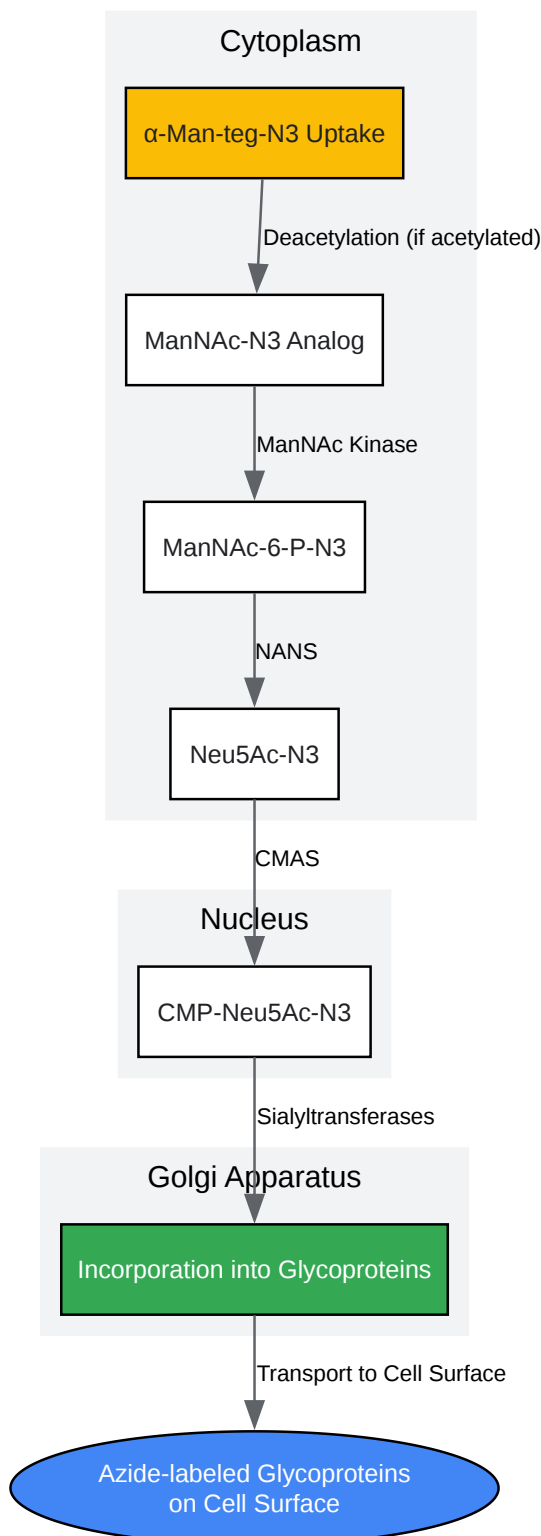 Cytoplasm
α-Man-teg-N3 Uptake
Deacetylation (if acetylated)
ManNAc-N3 Analog
ManNAc Kinase
ManNAc-6-P-N3
NANS
Neu5Ac-N3
CMAS
Nucleus
CMP-Neu5Ac-N3
Sialyltransferases
Golgi Apparatus
Incorporation into Glycoproteins
Transport to Cell Surface
Azide-labeled Glycoproteins
on Cell Surface